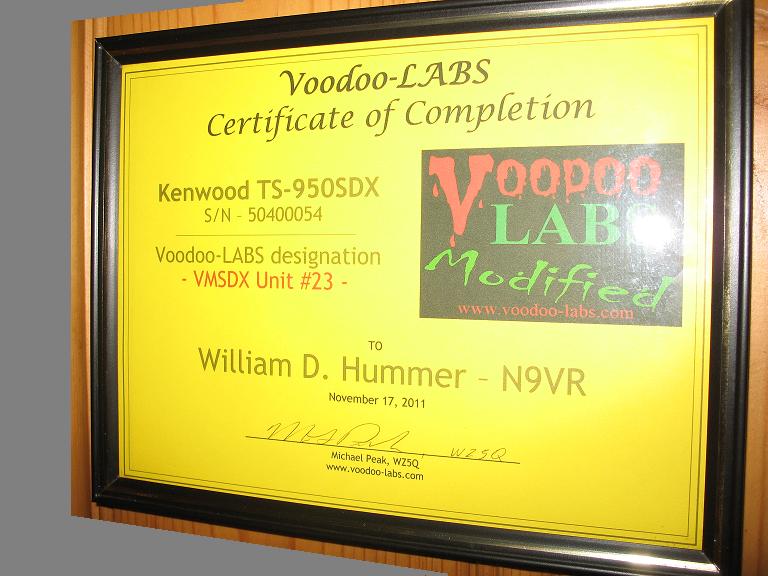 Voodoo-LABS
Certificate of Completion
Kenwood TS-950SDX
S/N - 50400054
Voodoo-LABS designation
- VMSDX Unit #23 -
VOODOO
LABS
Modified
www.voodoo-labs.com
TO
William D. Hummer - N9VR
November 17, 2011
WZ5Q
Michael Peak, WZ5Q
www.voodoo-labs.com